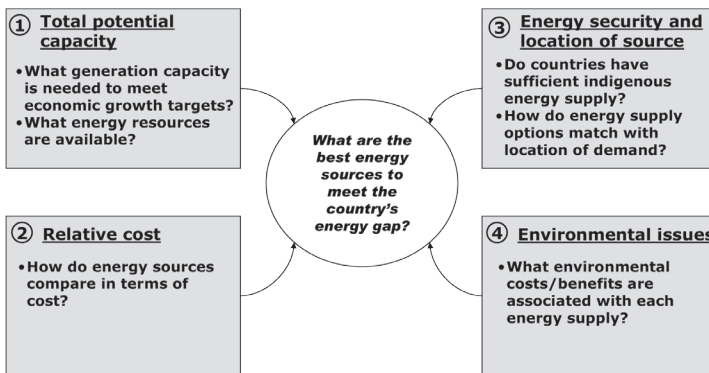 ① Total potential
capacity
•What generation capacity
is needed to meet
economic growth targets?
•What energy resources
are available?
② Relative cost
•How do energy sources
compare in terms of
cost?
What are the
best energy
sources to
meet the
country's
energy gap?
③ Energy security and
location of source
•Do countries have
sufficient indigenous
energy supply?
•How do energy supply
options match with
location of demand?
④ Environmental issues
•What environmental
costs/benefits are
associated with each
energy supply?